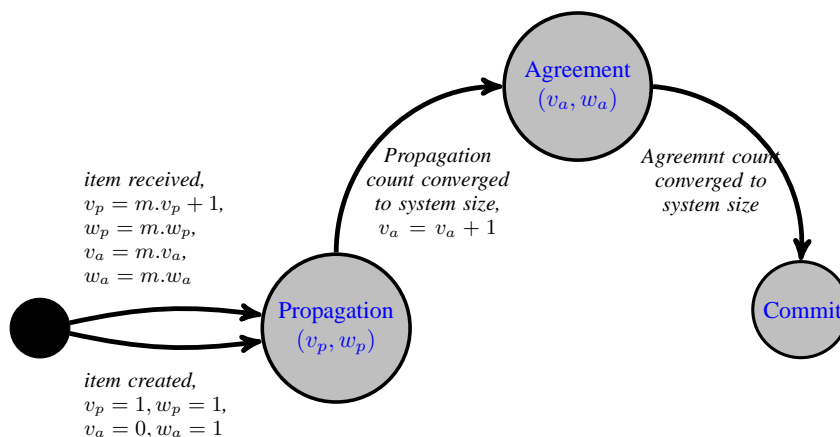 Agreement
(v_a, w_a)
Propagation
count converged
to system size,
v_a = v_a + 1
Agreemnt count
converged to
system size
item received,
v_p = m.v_p + 1,
w_p = m.w_p,
v_a = m.v_a,
w_a = m.w_a
Propagation
(v_p, w_p)
Commit
item created,
v_p = 1, w_p = 1,
v_a = 0, w_a = 1